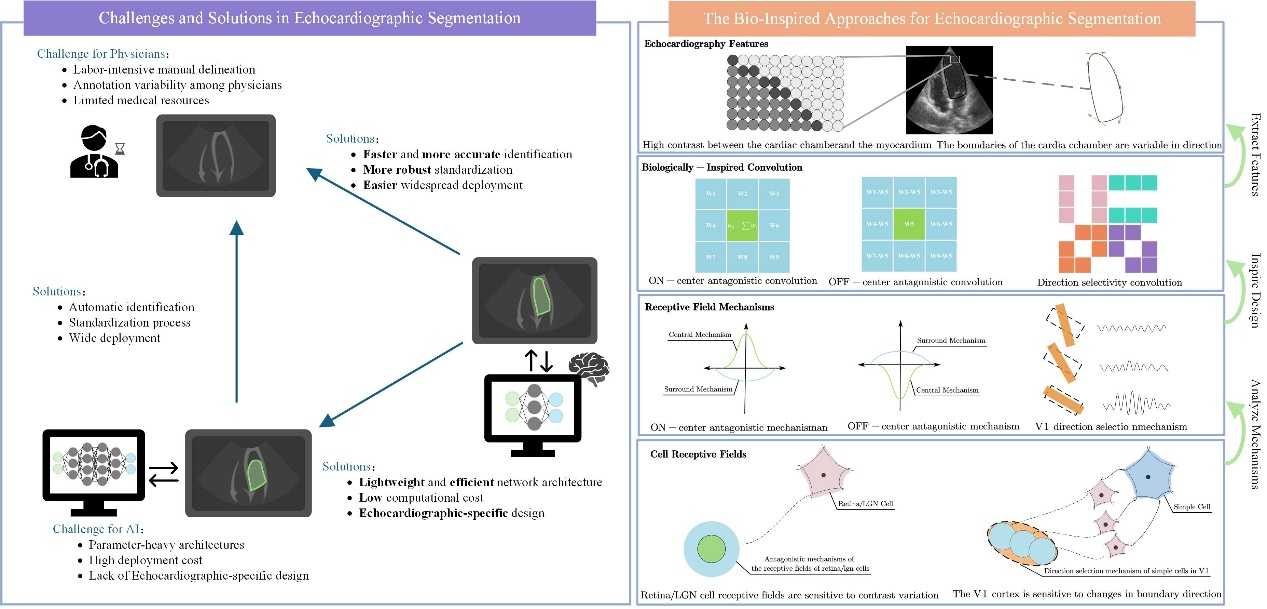 Challenges and Solutions in Echocardiographic Segmentation
Challenge for Physicians:
• Labor-intensive manual delineation
• Annotation variability among physicians
• Limited medical resources
Solutions:
• Faster and more accurate identification
• More robust standardization
• Easier widespread deployment
Solutions:
• Automatic identification
• Standardization process
• Wide deployment
Solutions:
• Lightweight and efficient network architecture
• Low computational cost
• Echocardiographic-specific design
Challenge for AI:
• Parameter-heavy architectures
• High deployment cost
• Lack of Echocardiographic-specific design
The Bio-Inspired Approaches for Echocardiographic Segmentation
Echocardiography Features
High contrast between the cardiac chamberand the myocardium
The boundaries of the cardia cchamber are variable in direction
Biologically – Inspired Convolution
W1 W2 W3
W4 W6
W7 W8 W9
ON – center antagonistic convolution
W1-W5 W2-W5 W3-W5
W4-W5 W5 W6-W5
W7-W5 W8-W5 W9-W5
OFF – center antagonistic convolution
Direction selectivity convolution
Receptive Field Mechanisms
Central Mechanism
Surround Mechanism
ON – center antagonistic mechanisman
Surround Mechanism
Central Mechanism
OFF – center antagonistic mechanism
V1 direction selectio nmechanism
Cell Receptive Fields
Retina/LGN Cell
Antagonistic mechanisms of
the receptive fields of retina/lgn cells
Retina/LGN cell receptive fields are sensitive to contrast variation
Simple Cell
Direction selection mechanism of simple cells in V1
The V1 cortex is sensitive to changes in boundary direction
Extract Features
Inspire Design
Analyze Mechanisms